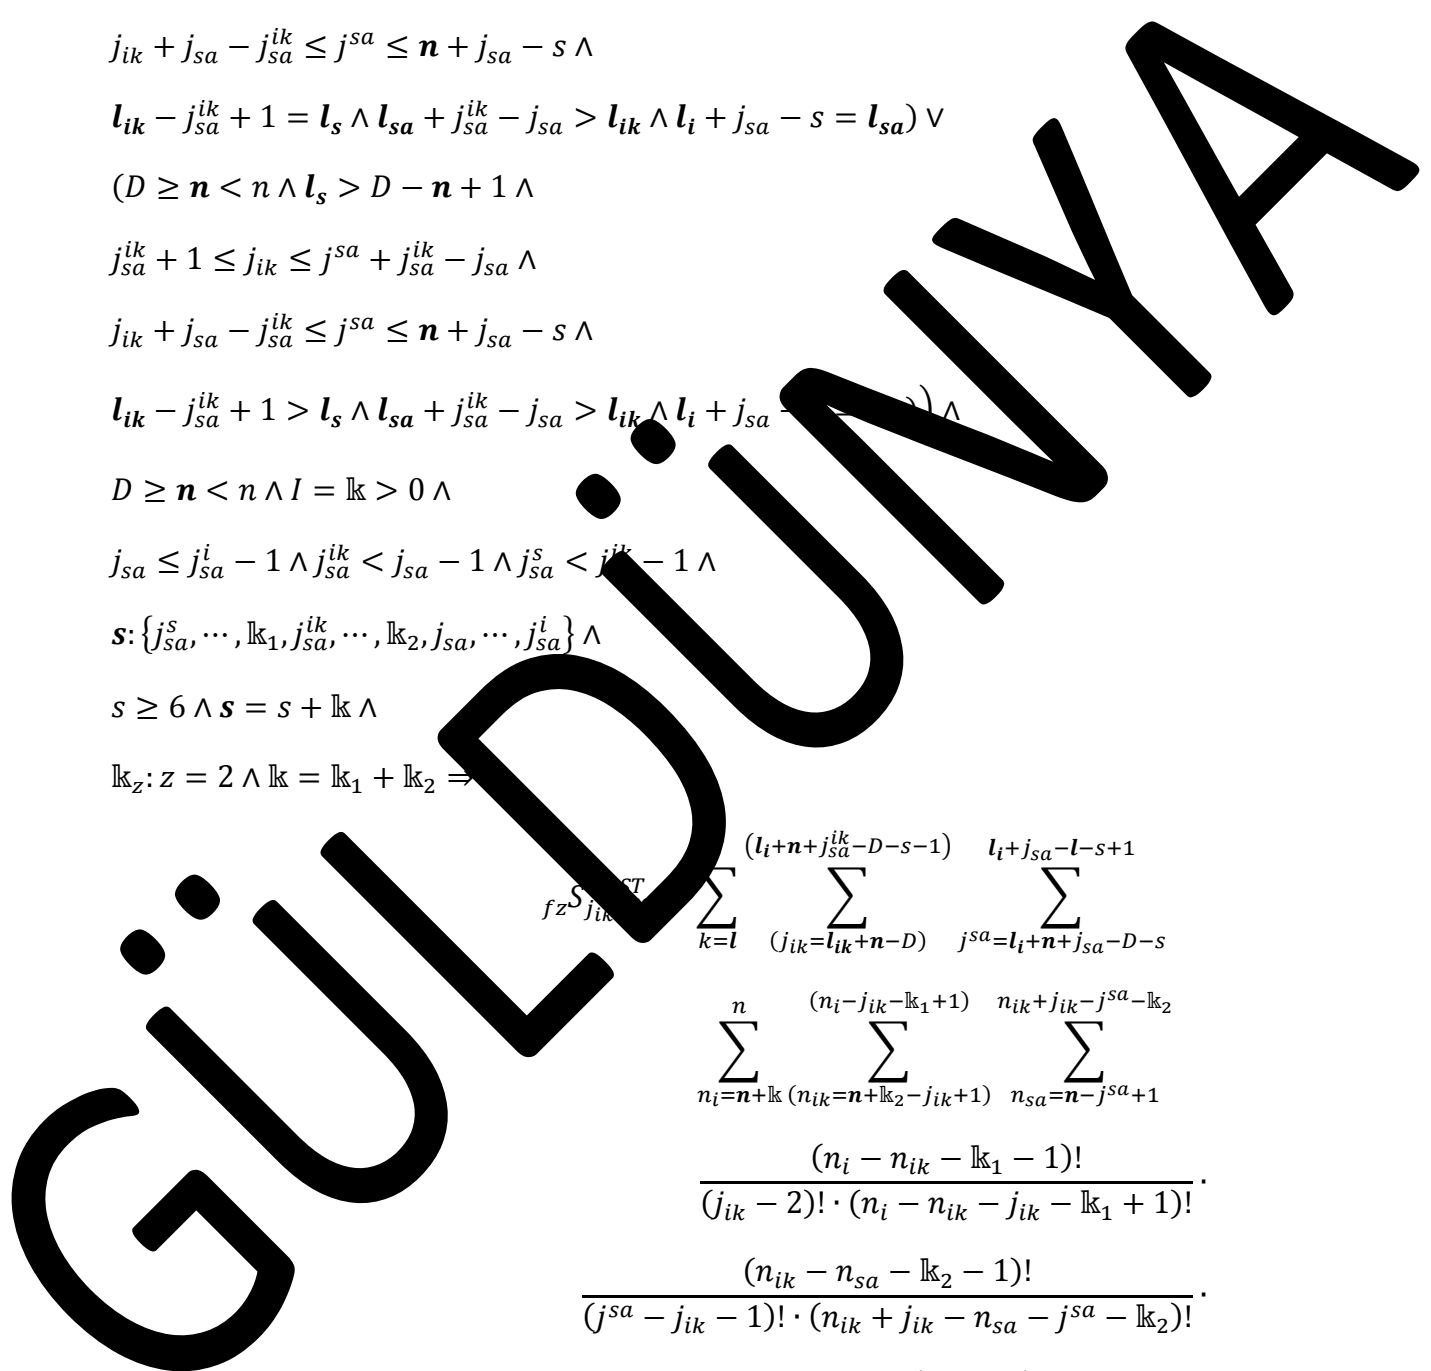 j_{ik} + j_{sa} − j_{sa}^{ik} ≤ j^{sa} ≤ 𝒏 + j_{sa} − s ∧
𝒍_{𝒊𝒌} − j_{sa}^{ik} + 1 = 𝒍_𝒔 ∧ 𝒍_{𝒔𝒂} + j_{sa}^{ik} − j_{sa} > 𝒍_{𝒊𝒌} ∧ 𝒍_𝒊 + j_{sa} − s = 𝒍_{𝒔𝒂}) ∨
(D ≥ 𝒏 < n ∧ 𝒍_𝒔 > D − 𝒏 + 1 ∧
j_{sa}^{ik} + 1 ≤ j_{ik} ≤ j^{sa} + j_{sa}^{ik} − j_{sa} ∧
j_{ik} + j_{sa} − j_{sa}^{ik} ≤ j^{sa} ≤ 𝒏 + j_{sa} − s ∧
𝒍_{𝒊𝒌} − j_{sa}^{ik} + 1 > 𝒍_𝒔 ∧ 𝒍_{𝒔𝒂} + j_{sa}^{ik} − j_{sa} > 𝒍_{𝒊𝒌} ∧ 𝒍_𝒊 + j_{sa} )) ∧
D ≥ 𝒏 < n ∧ I = 𝕜 > 0 ∧
j_{sa} ≤ j_{sa}^{i} − 1 ∧ j_{sa}^{ik} < j_{sa} − 1 ∧ j_{sa}^{s} < j^{ik} − 1 ∧
𝒔: {j_{sa}^{s}, ⋯ , 𝕜_1, j_{sa}^{ik}, ⋯ , 𝕜_2, j_{sa}, ⋯ , j_{sa}^{i}} ∧
s ≥ 6 ∧ 𝒔 = s + 𝕜 ∧
𝕜_z: z = 2 ∧ 𝕜 = 𝕜_1 + 𝕜_2 ⇒
(𝒍_𝒊+𝒏+j_{sa}^{ik}−D−s−1) 𝒍_𝒊+j_{sa}−𝒍−s+1
_{fz}S_{j_{ik}} ∑ ∑ ∑
k=𝒍 (j_{ik}=𝒍_{𝒊𝒌}+𝒏−D) j^{sa}=𝒍_𝒊+𝒏+j_{sa}−D−s
n (n_i−j_{ik}−𝕜_1+1) n_{ik}+j_{ik}−j^{sa}−𝕜_2
∑ ∑ ∑
n_i=𝒏+𝕜 (n_{ik}=𝒏+𝕜_2−j_{ik}+1) n_{sa}=𝒏−j^{sa}+1
(n_i − n_{ik} − 𝕜_1 − 1)!
(j_{ik} − 2)! · (n_i − n_{ik} − j_{ik} − 𝕜_1 + 1)! ·
(n_{ik} − n_{sa} − 𝕜_2 − 1)!
(j^{sa} − j_{ik} − 1)! · (n_{ik} + j_{ik} − n_{sa} − j^{sa} − 𝕜_2)! ·
GÜLDÜNYA